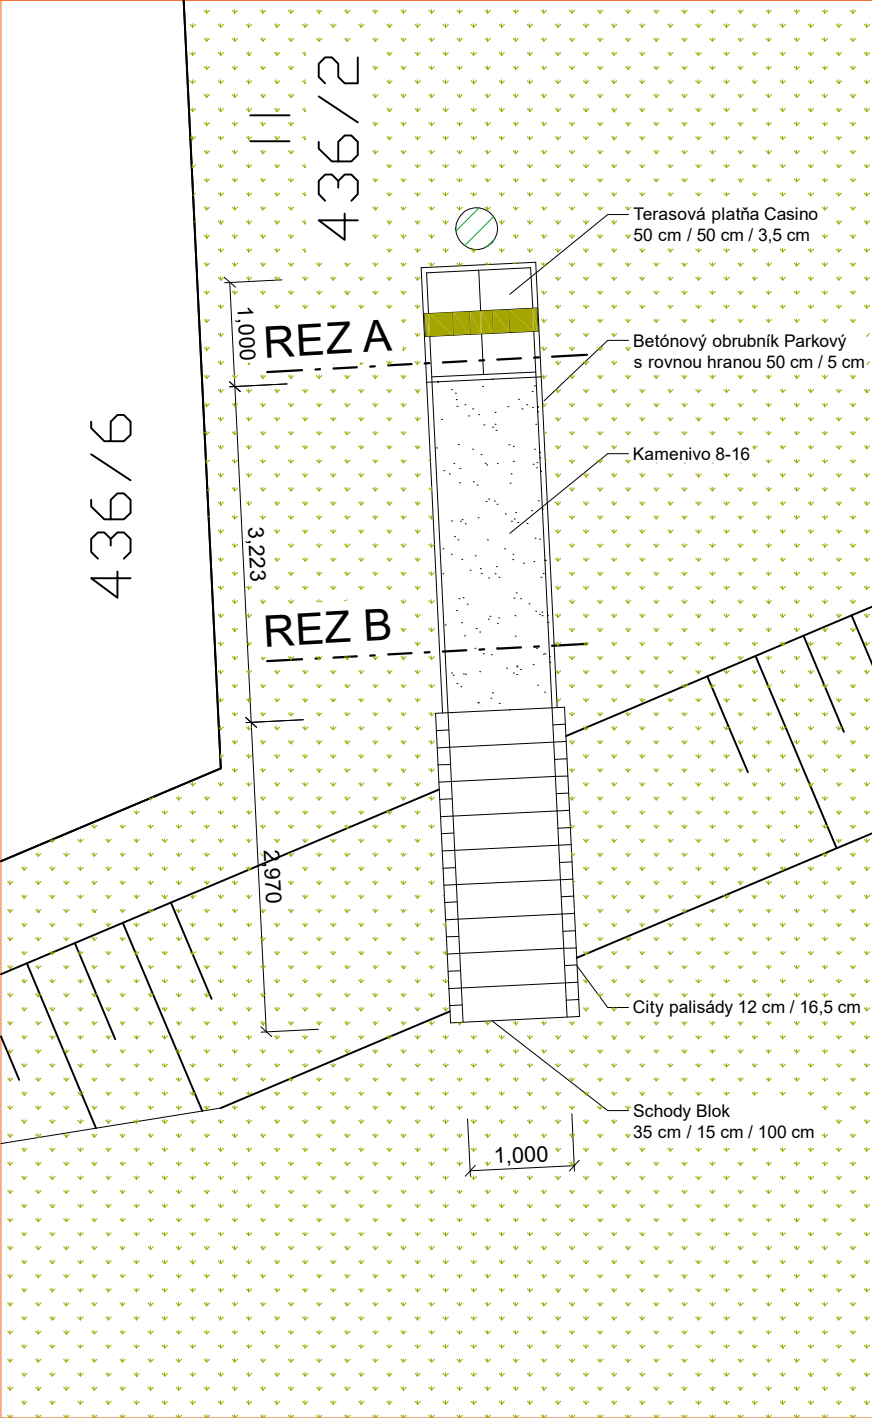 436/2
Terasová platňa Casino
50 cm / 50 cm / 3,5 cm
1,000
REZ A
Betónový obrubník Parkový
s rovnou hranou 50 cm / 5 cm
436/6
Kamenivo 8-16
3,223
REZ B
2,970
City palisády 12 cm / 16,5 cm
Schody Blok
35 cm / 15 cm / 100 cm
1,000